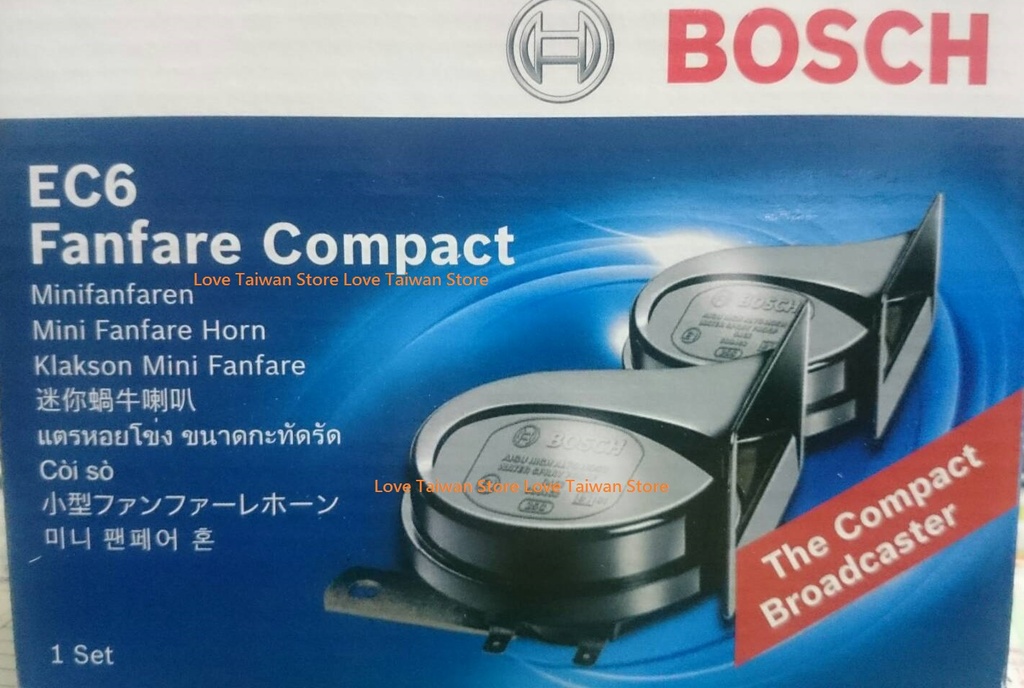 BOSCH
EC6
Fanfare Compact
Love Taiwan Store Love Taiwan Store
Minifanfaren
Mini Fanfare Horn
Klakson Mini Fanfare
迷你蝸牛喇叭
แตรหอยโข่ง ขนาดกะทัดรัด
Còi sò
小型ファンファーレホーン
미니 팬페어 혼
1 Set
BOSCH
BOSCH
Love Taiwan Store Love Taiwan Store
The Compact
Broadcaster